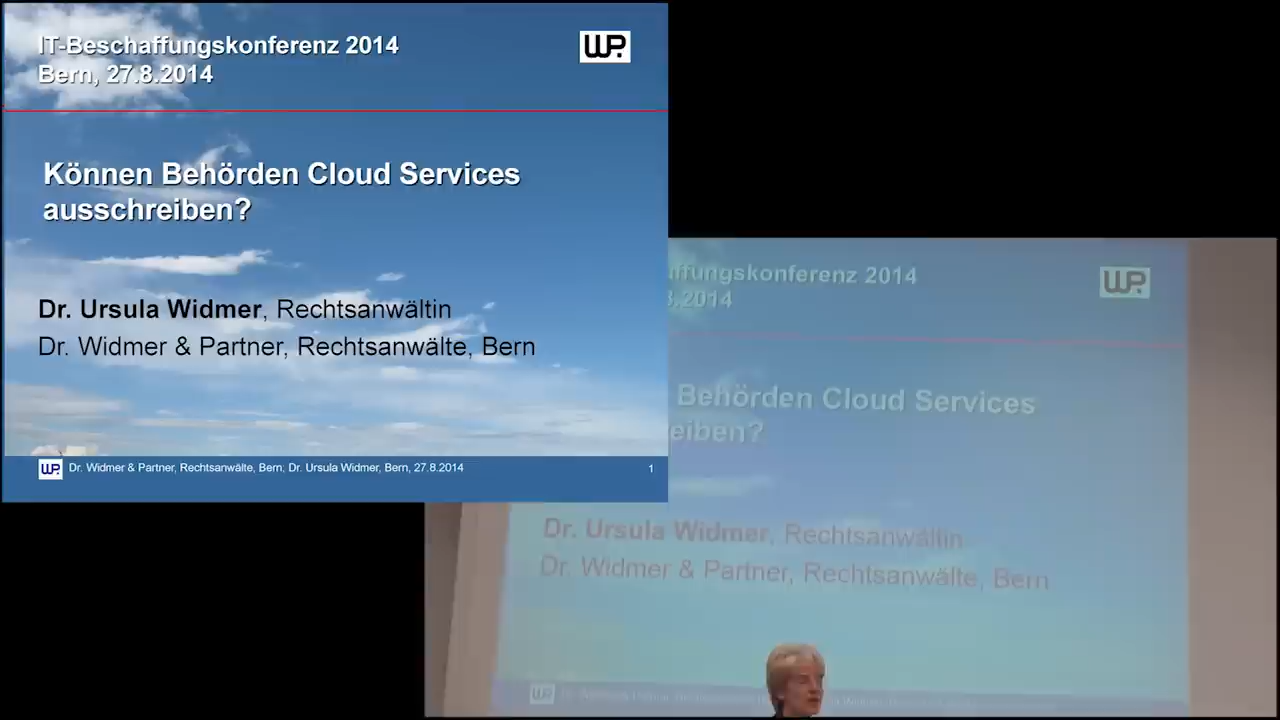 IT-Beschaffungskonferenz 2014
Bern, 27.8.2014
WP.
Können Behörden Cloud Services
ausschreiben?
Dr. Ursula Widmer, Rechtsanwältin
Dr. Widmer & Partner, Rechtsanwälte, Bern
WP. Dr. Widmer & Partner, Rechtsanwälte, Bern. Dr. Ursula Widmer, Bern, 27.8.2014 1
ffungskonferenz 2014
8.2014
WP.
Behörden Cloud Services
eiben?
Dr. Ursula Widmer, Rechtsanwältin
Dr. Widmer & Partner, Rechtsanwälte, Bern
WP.